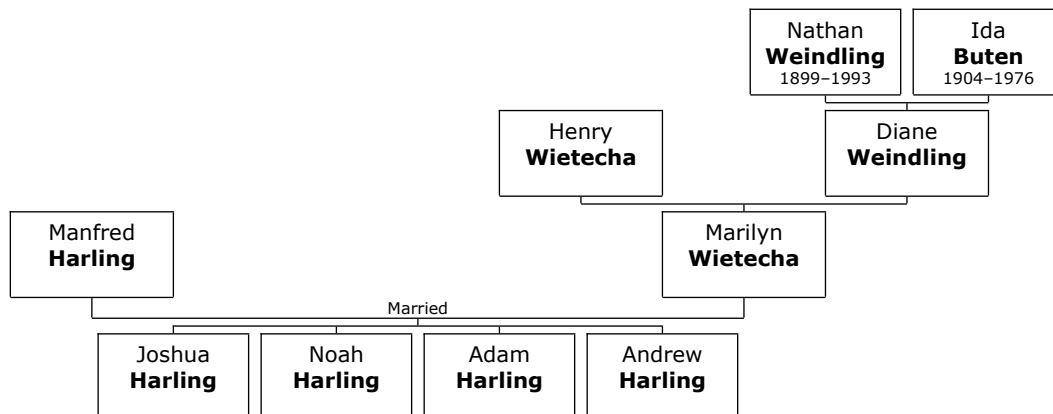 Nathan
Weindling
1899–1993
Ida
Buten
1904–1976
Henry
Wietecha
Diane
Weindling
Manfred
Harling
Marilyn
Wietecha
Married
Joshua
Harling
Noah
Harling
Adam
Harling
Andrew
Harling